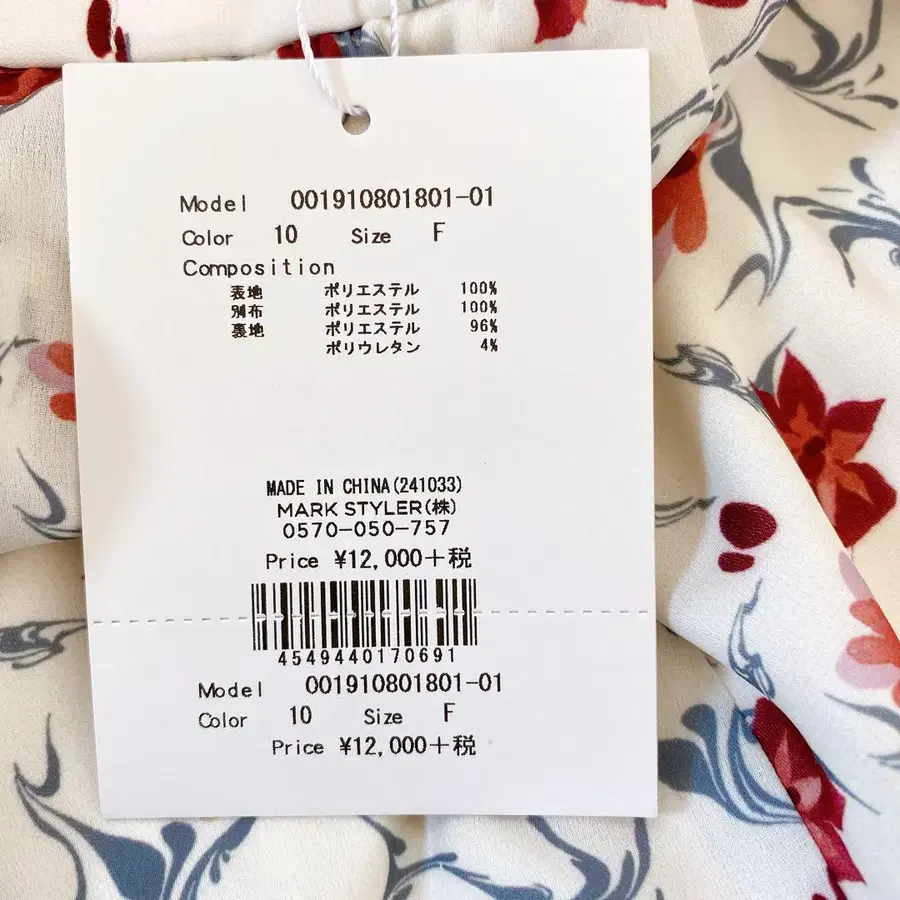 Model 001910801801-01
Color 10 Size F
Composition
表地 ポリエステル 100%
別布 ポリエステル 100%
裏地 ポリエステル 96%
ポリウレタン 4%
MADE IN CHINA(241033)
MARK STYLER(株)
0570-050-757
Price ¥12,000+税
4549440170691
Model 001910801801-01
Color 10 Size F
Price ¥12,000+税